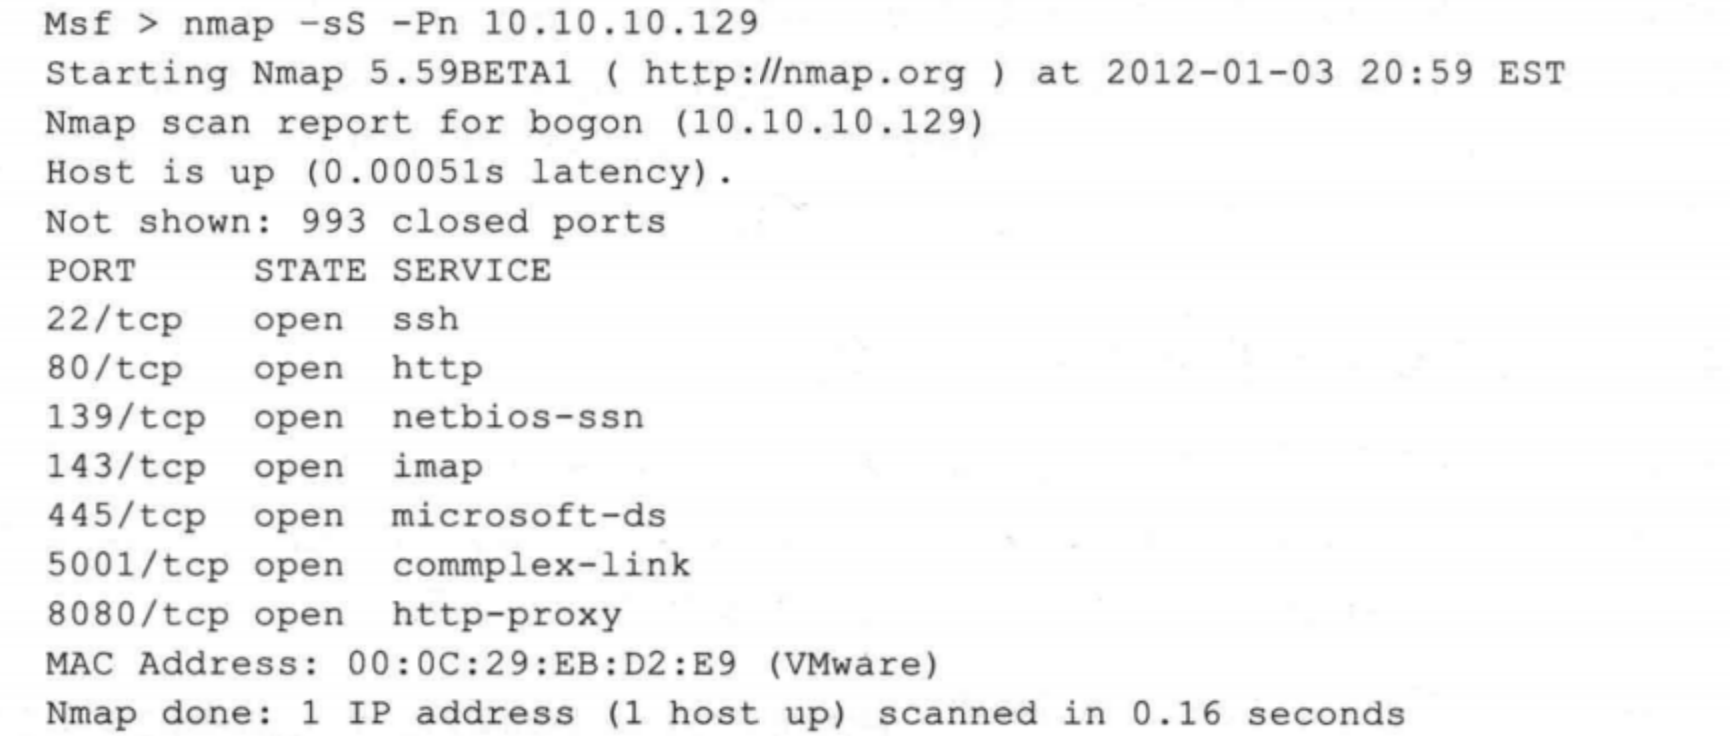 Msf > nmap -sS -Pn 10.10.10.129
Starting Nmap 5.59BETA1 ( http://nmap.org ) at 2012-01-03 20:59 EST
Nmap scan report for bogon (10.10.10.129)
Host is up (0.00051s latency).
Not shown: 993 closed ports
PORT     STATE SERVICE
22/tcp   open  ssh
80/tcp   open  http
139/tcp  open  netbios-ssn
143/tcp  open  imap
445/tcp  open  microsoft-ds
5001/tcp open  commplex-link
8080/tcp open  http-proxy
MAC Address: 00:0C:29:EB:D2:E9 (VMware)
Nmap done: 1 IP address (1 host up) scanned in 0.16 seconds